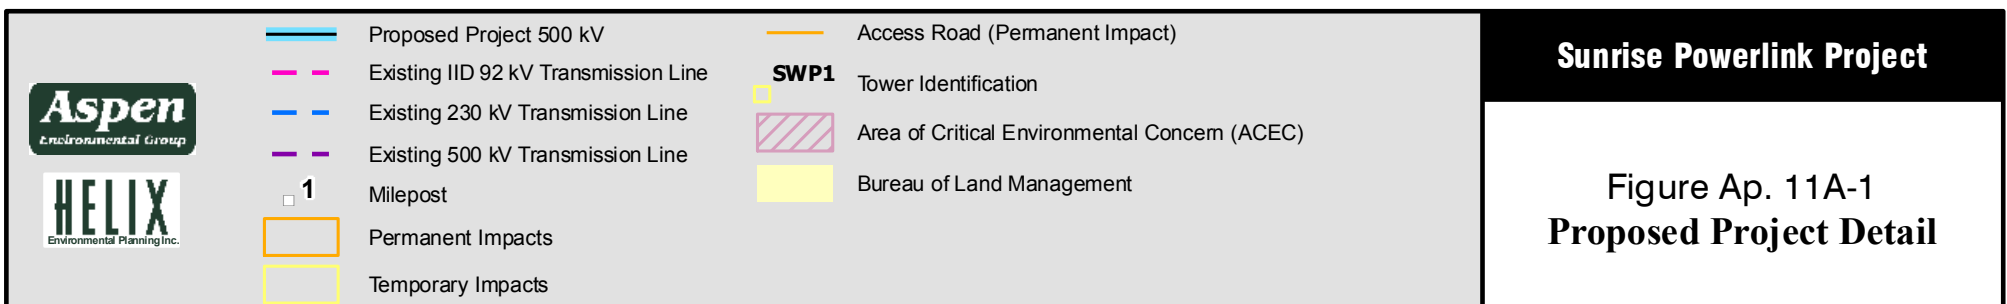 Aspen
Environmental Group
HELIX
Environmental Planning Inc.
Proposed Project 500 kV
Existing IID 92 kV Transmission Line
Existing 230 kV Transmission Line
Existing 500 kV Transmission Line
1
Milepost
Permanent Impacts
Temporary Impacts
Access Road (Permanent Impact)
SWP1
Tower Identification
Area of Critical Environmental Concern (ACEC)
Bureau of Land Management
Sunrise Powerlink Project
Figure Ap. 11A-1
Proposed Project Detail